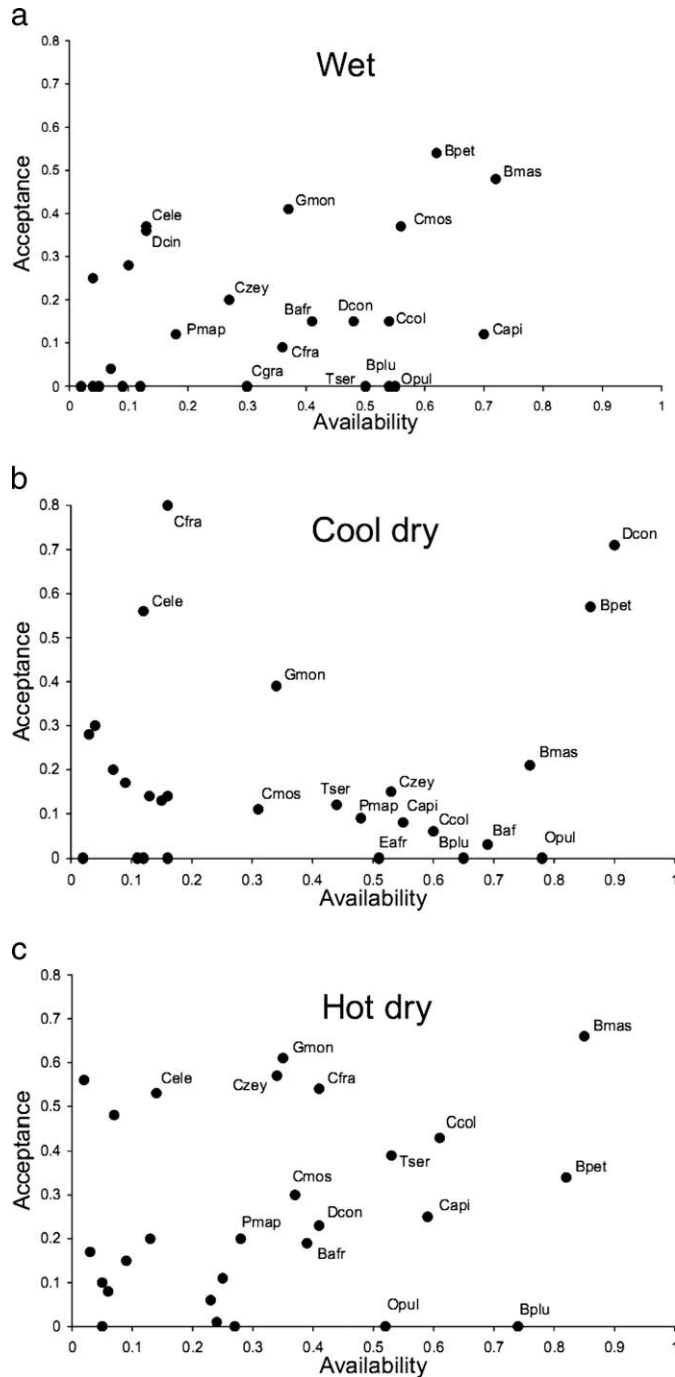 a
Wet
0.8
0.7
0.6
0.5
0.4
0.3
0.2
0.1
0
Acceptance
Bpet
Bmas
Gmon
Cmos
Cele
Dcin
Czey
Bafr
Dcon
Ccol
Pmap
Cfra
Capi
Cgra
Tser
Bplu
Opul
0 0.1 0.2 0.3 0.4 0.5 0.6 0.7 0.8 0.9 1
Availability
b
Cool dry
0.8
0.7
0.6
0.5
0.4
0.3
0.2
0.1
0
Acceptance
Cfra
Dcon
Cele
Bpet
Gmon
Bmas
Cmos
Tser
Czey
Pmap
Capi
Ccol
Baf
Eafr
Bplu
Opul
0 0.1 0.2 0.3 0.4 0.5 0.6 0.7 0.8 0.9 1
Availability
c
Hot dry
0.8
0.7
0.6
0.5
0.4
0.3
0.2
0.1
0
Acceptance
Bmas
Gmon
Cele
Czey
Cfra
Ccol
Tser
Bpet
Cmos
Capi
Pmap
Dcon
Bafr
Opul
Bplu
0 0.1 0.2 0.3 0.4 0.5 0.6 0.7 0.8 0.9 1
Availability